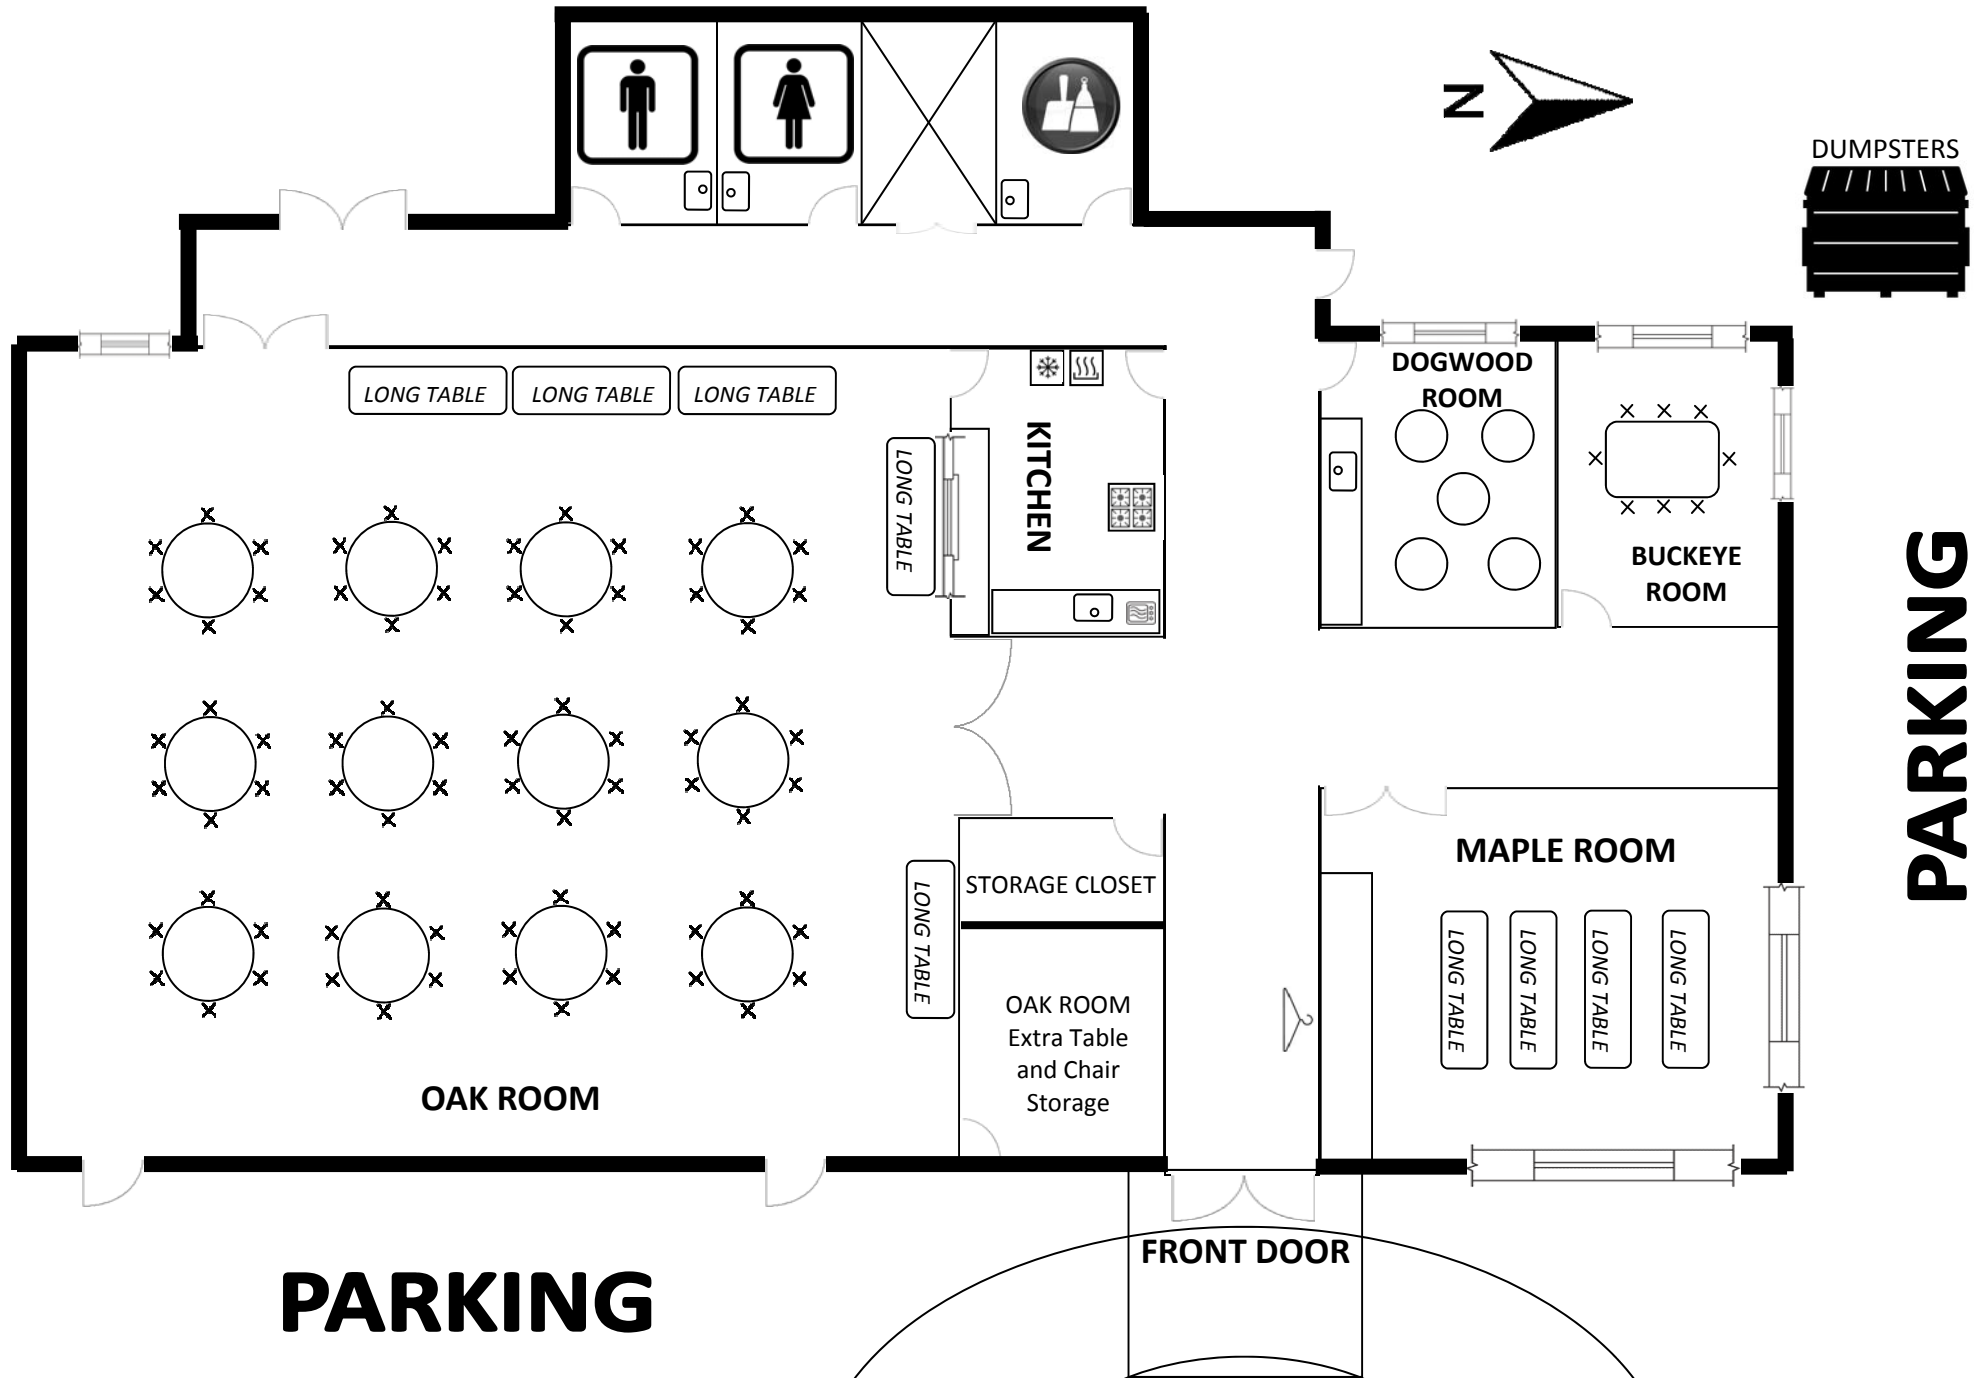 N
DUMPSTERS
DOGWOOD
ROOM
LONG TABLE
LONG TABLE
LONG TABLE
KITCHEN
LONG TABLE
BUCKEYE
ROOM
PARKING
MAPLE ROOM
STORAGE CLOSET
LONG TABLE
LONG TABLE
LONG TABLE
LONG TABLE
LONG TABLE
OAK ROOM
Extra Table
and Chair
Storage
OAK ROOM
FRONT DOOR
PARKING